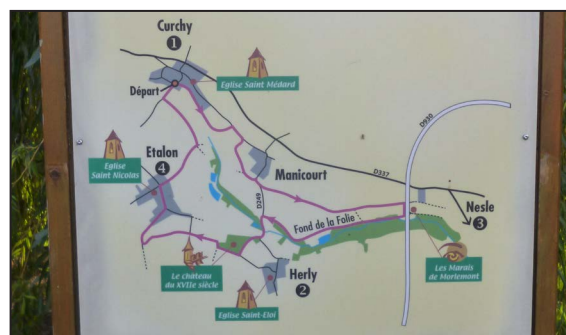 Curchy
1
Départ
Eglise Saint Médard
Etalon
4
Eglise
Saint Nicolas
Manicourt
D930
D337
D249
Nesle
3
Fond de la Folie
Le château
du XVIIe siècle
Herly
2
Eglise Saint-Eloi
Les Marais
de Morlemont